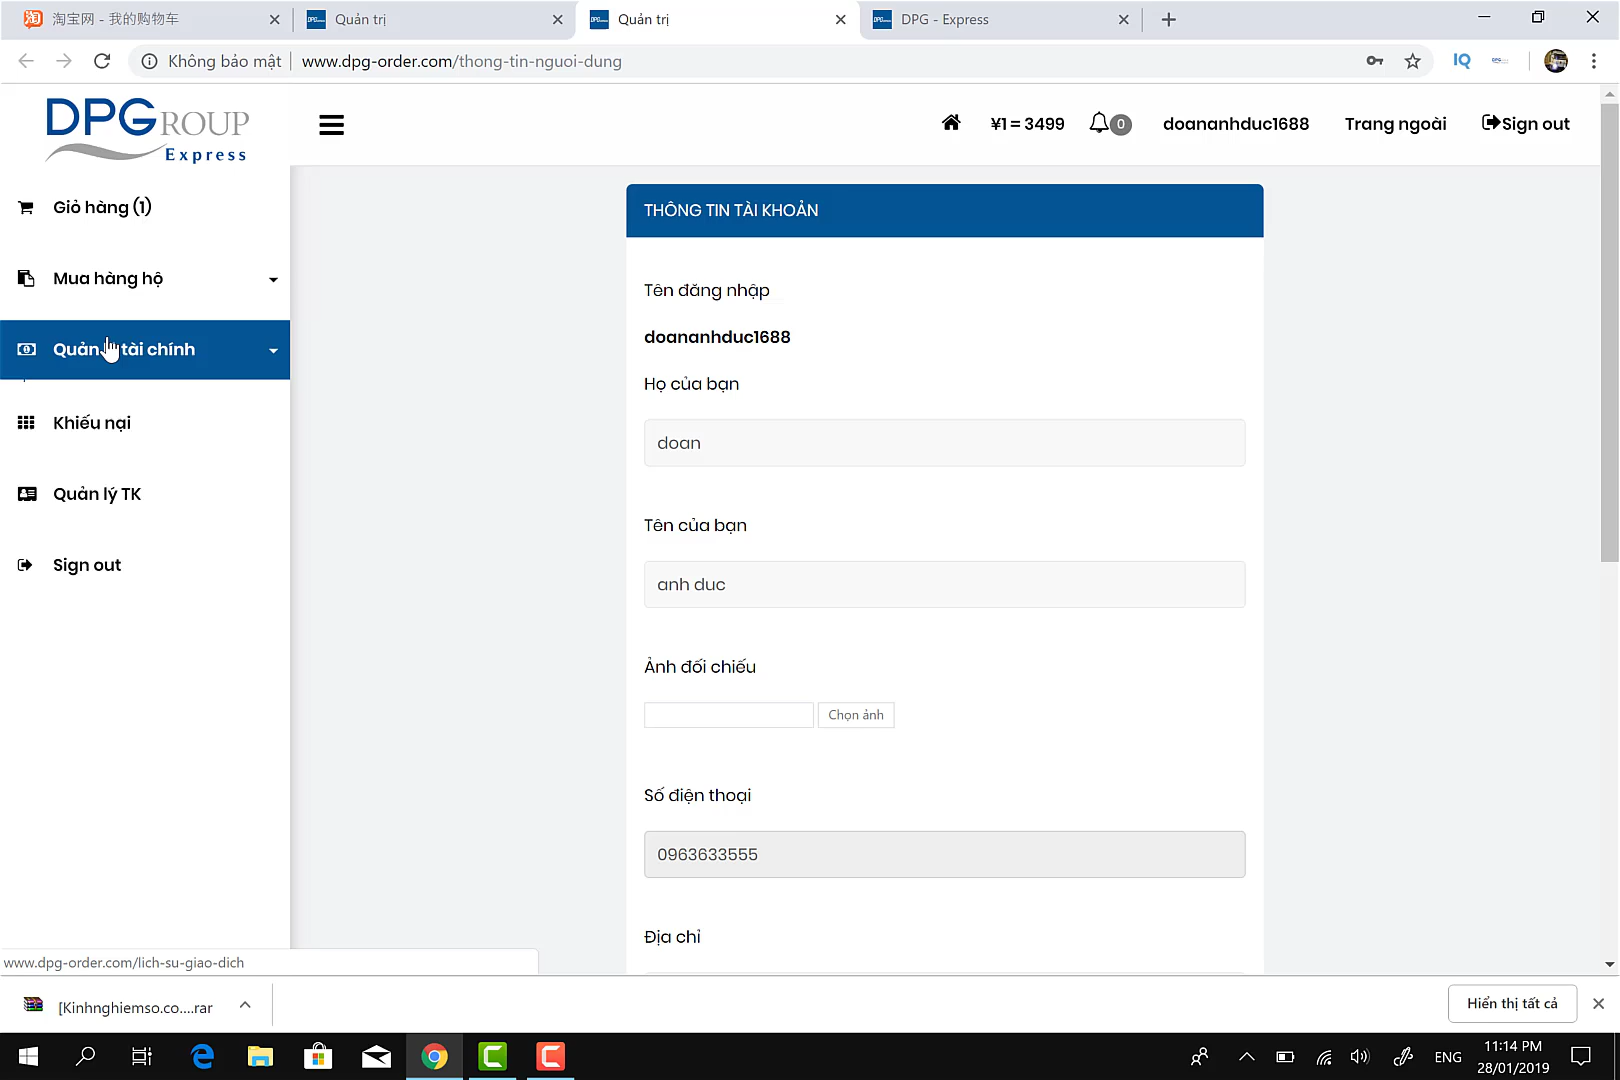 淘宝网 - 我的购物车
Quản trị
Quản trị
DPG - Express
Không bảo mật
www.dpg-order.com/thong-tin-nguoi-dung
IQ
DPGROUP
Express
¥1 = 3499
0
doananhduc1688
Trang ngoài
Sign out
Giỏ hàng (1)
Mua hàng hộ
Quản tài chính
Khiếu nại
Quản lý TK
Sign out
THÔNG TIN TÀI KHOẢN
Tên đăng nhập
doananhduc1688
Họ của bạn
doan
Tên của bạn
anh duc
Ảnh đối chiếu
Chọn ảnh
Số điện thoại
0963633555
Địa chỉ
www.dpg-order.com/lich-su-giao-dich
[Kinhnghiemso.co....rar
Hiển thị tất cả
ENG
11:14 PM
28/01/2019